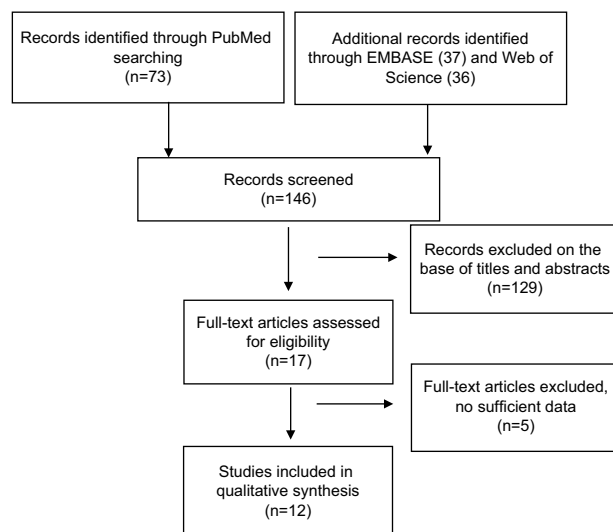 Records identified through PubMed
searching
(n=73)
Additional records identified
through EMBASE (37) and Web of
Science (36)
Records screened
(n=146)
Records excluded on the
base of titles and abstracts
(n=129)
Full-text articles assessed
for eligibility
(n=17)
Full-text articles excluded,
no sufficient data
(n=5)
Studies included in
qualitative synthesis
(n=12)